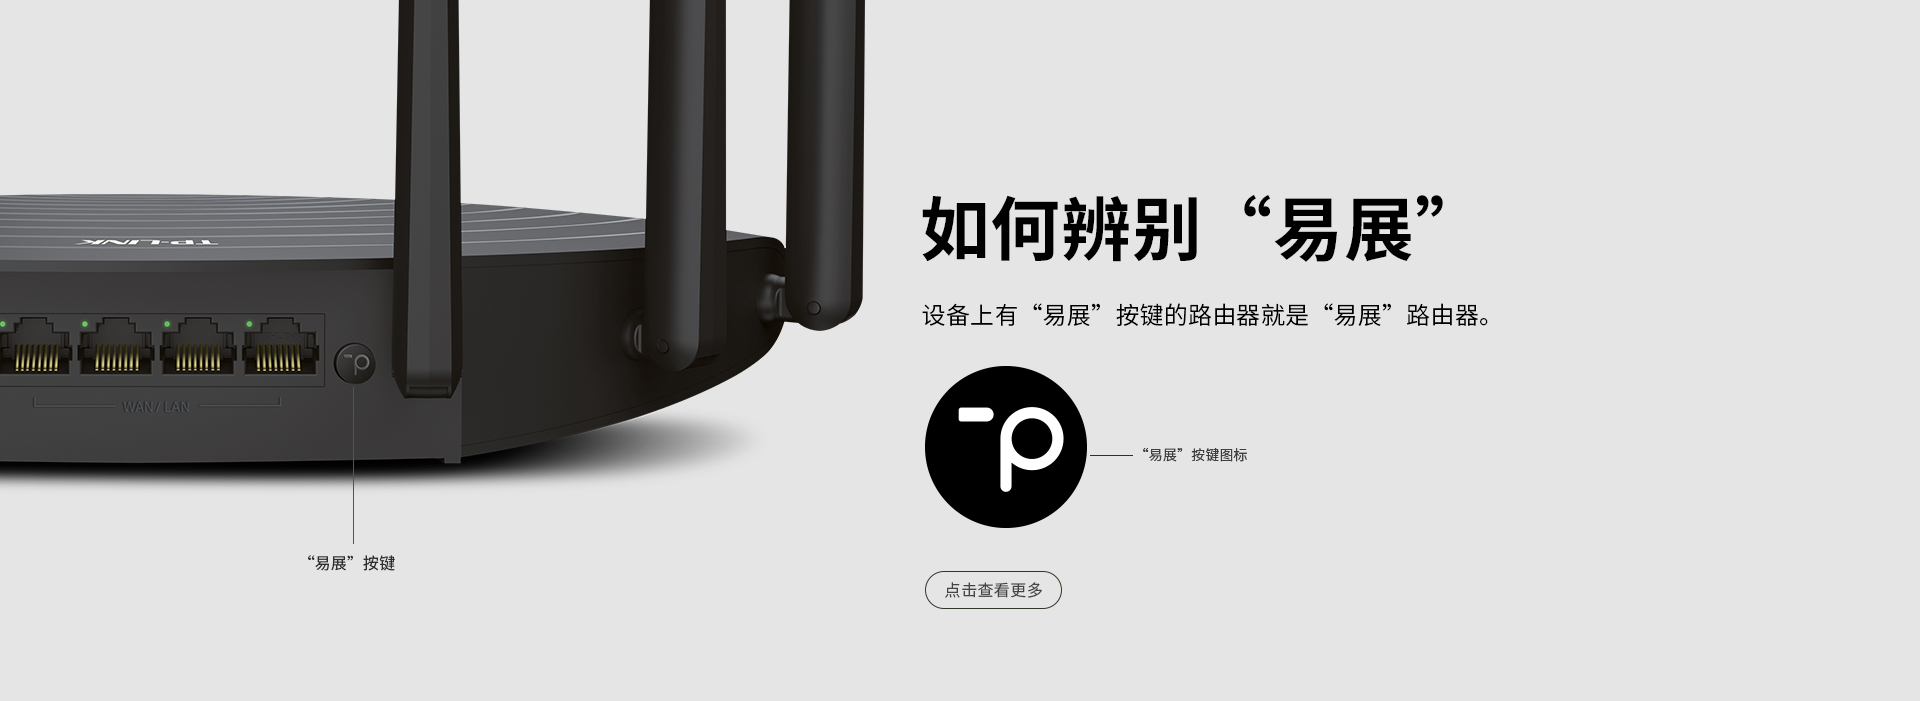 TP-LINK
WAN / LAN
“易展”按键
如何辨别“易展”
设备上有“易展”按键的路由器就是“易展”路由器。
“易展”按键图标
点击查看更多